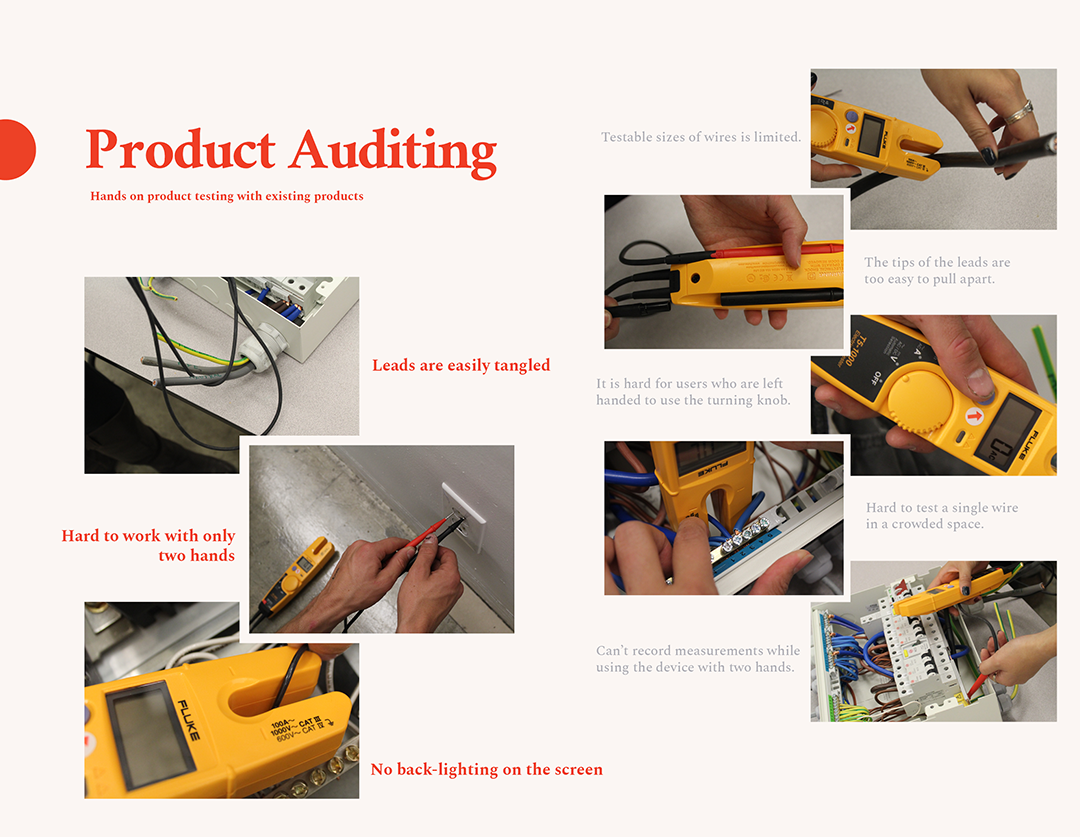 Product Auditing
Hands on product testing with existing products
Leads are easily tangled
Hard to work with only
two hands
FLUKE
100A~
1000V~ CAT III
600V~ CAT IV
No back-lighting on the screen
Testable sizes of wires is limited.
FLUKE
The tips of the leads are
too easy to pull apart.
It is hard for users who are left
handed to use the turning knob.
T5-1000
OFF
V
A
0
AC
FLUKE
FLUKE
Hard to test a single wire
in a crowded space.
Can't record measurements while
using the device with two hands.